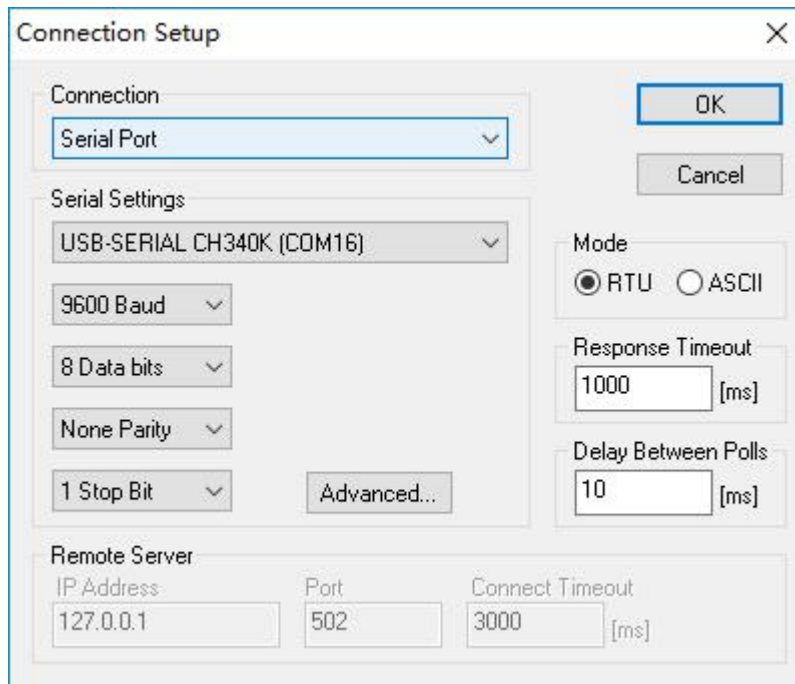 Connection Setup
Connection
OK
Serial Port
Cancel
Serial Settings
USB-SERIAL CH340K (COM16)
Mode
RTU ASCII
9600 Baud
Response Timeout
8 Data bits
1000 [ms]
None Parity
Delay Between Polls
1 Stop Bit Advanced...
10 [ms]
Remote Server
IP Address Port Connect Timeout
127.0.0.1 502 3000 [ms]